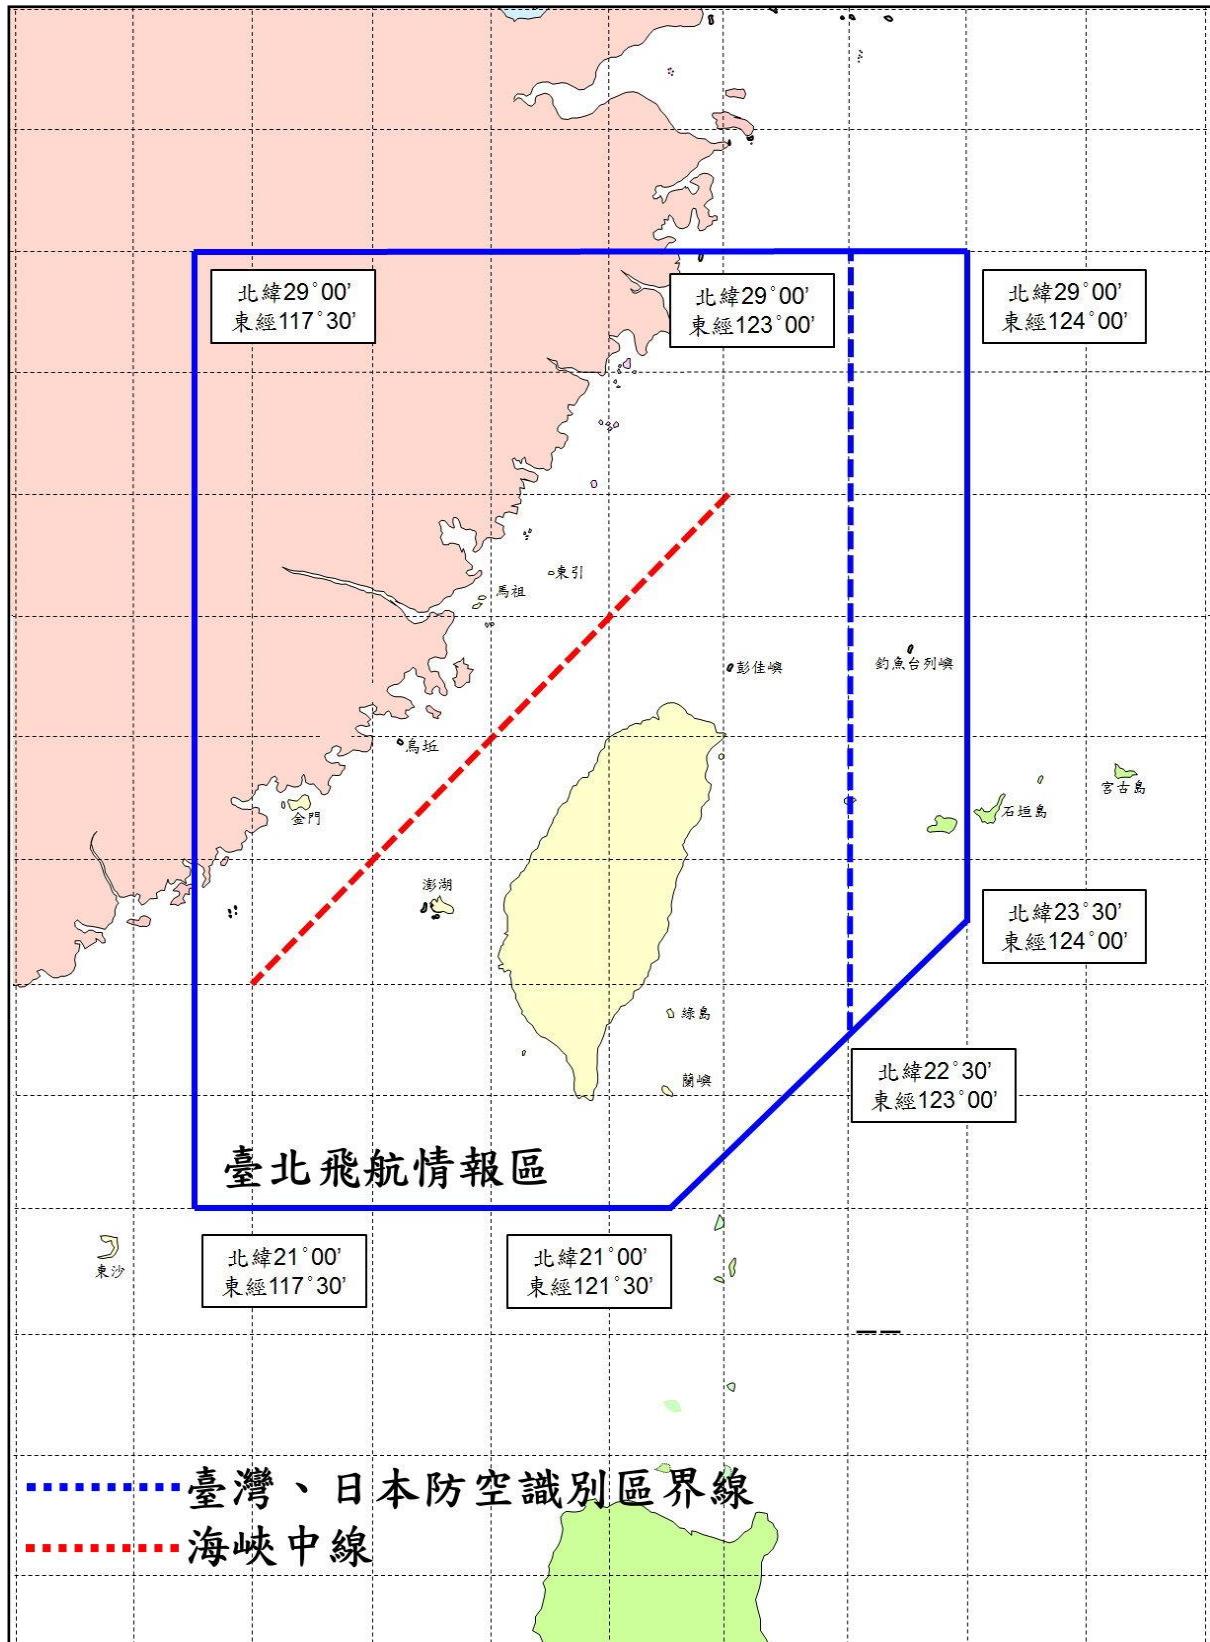 北緯29°00’
東經117°30’
北緯29°00’
東經123°00’
北緯29°00’
東經124°00’
東引
馬祖
彭佳嶼
釣魚台列嶼
烏坵
宮古島
石垣島
金門
澎湖
北緯23°30’
東經124°00’
綠島
蘭嶼
北緯22°30’
東經123°00’
臺北飛航情報區
東沙
北緯21°00’
東經117°30’
北緯21°00’
東經121°30’
臺灣、日本防空識別區界線
海峽中線